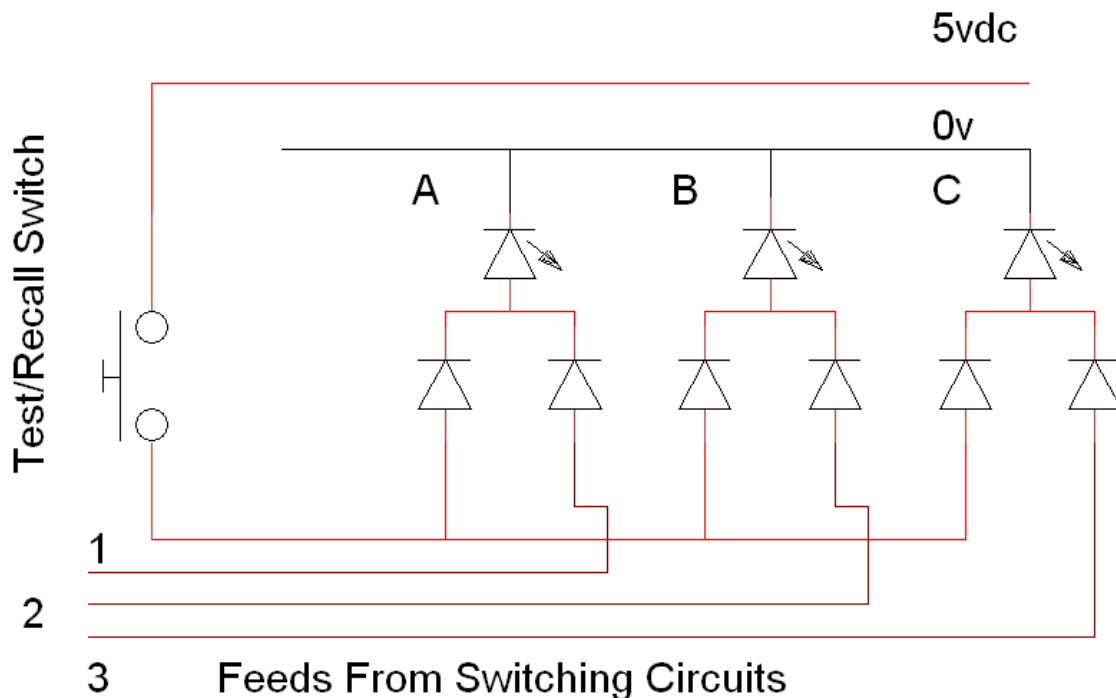 5vdc
0v
A
B
C
Test/Recall Switch
1
2
3
Feeds From Switching Circuits